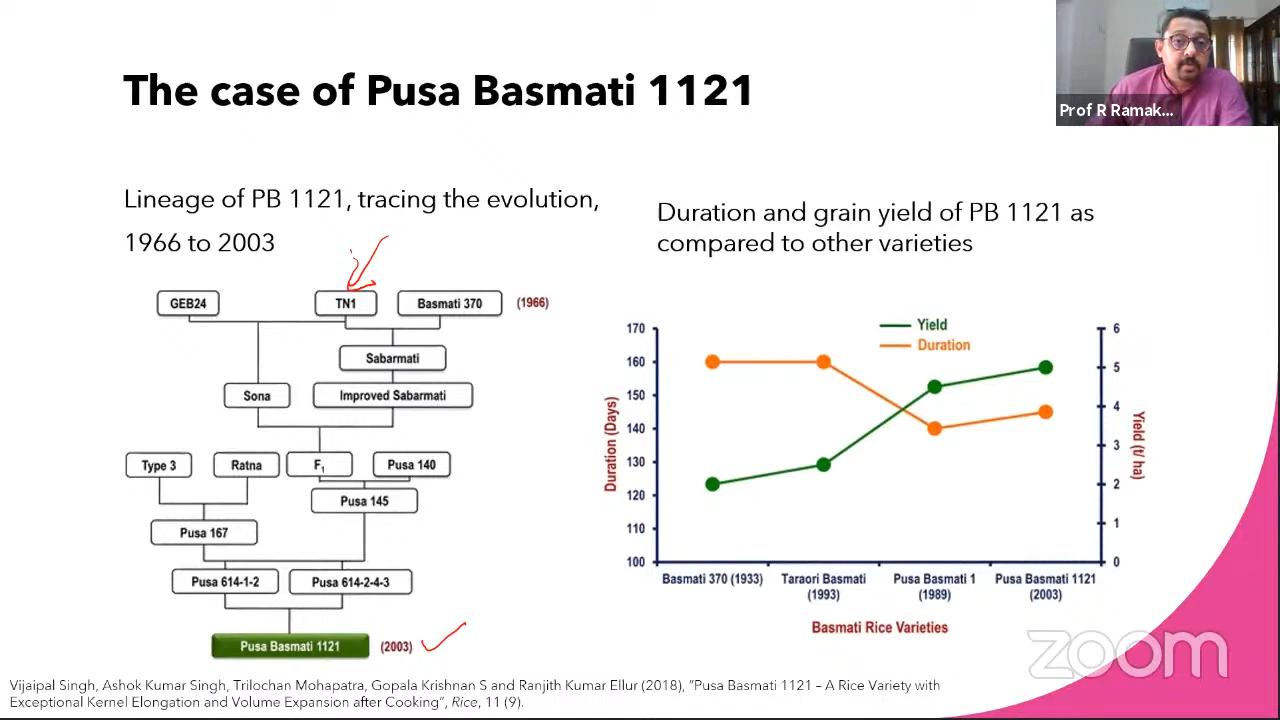 The case of Pusa Basmati 1121
Prof R Ramak...
Lineage of PB 1121, tracing the evolution,
1966 to 2003
Duration and grain yield of PB 1121 as
compared to other varieties
GEB24
TN1
Basmati 370
(1966)
Sabarmati
Sona
Improved Sabarmati
Type 3
Ratna
F1
Pusa 140
Pusa 145
Pusa 167
Pusa 614-1-2
Pusa 614-2-4-3
Pusa Basmati 1121
(2003)
Yield
Duration
170
160
150
140
130
120
110
100
Duration (Days)
6
5
4
3
2
1
0
Yield (t/ ha)
Basmati 370 (1933)
Taraori Basmati
(1993)
Pusa Basmati 1
(1989)
Pusa Basmati 1121
(2003)
Basmati Rice Varieties
zoom
Vijaipal Singh, Ashok Kumar Singh, Trilochan Mohapatra, Gopala Krishnan S and Ranjith Kumar Ellur (2018), "Pusa Basmati 1121 – A Rice Variety with
Exceptional Kernel Elongation and Volume Expansion after Cooking", Rice, 11 (9).